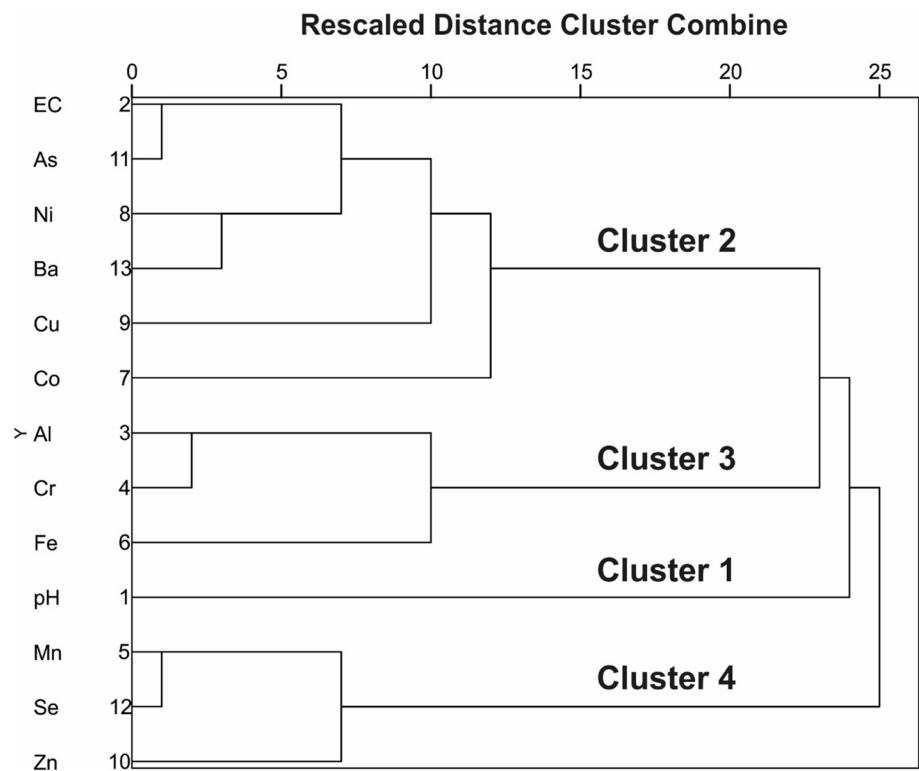 Rescaled Distance Cluster Combine
0 5 10 15 20 25
EC 2
As 11
Ni 8
Ba 13
Cluster 2
Cu 9
Co 7
Y
Al 3
Cluster 3
Cr 4
Fe 6
Cluster 1
pH 1
Mn 5
Cluster 4
Se 12
Zn 10